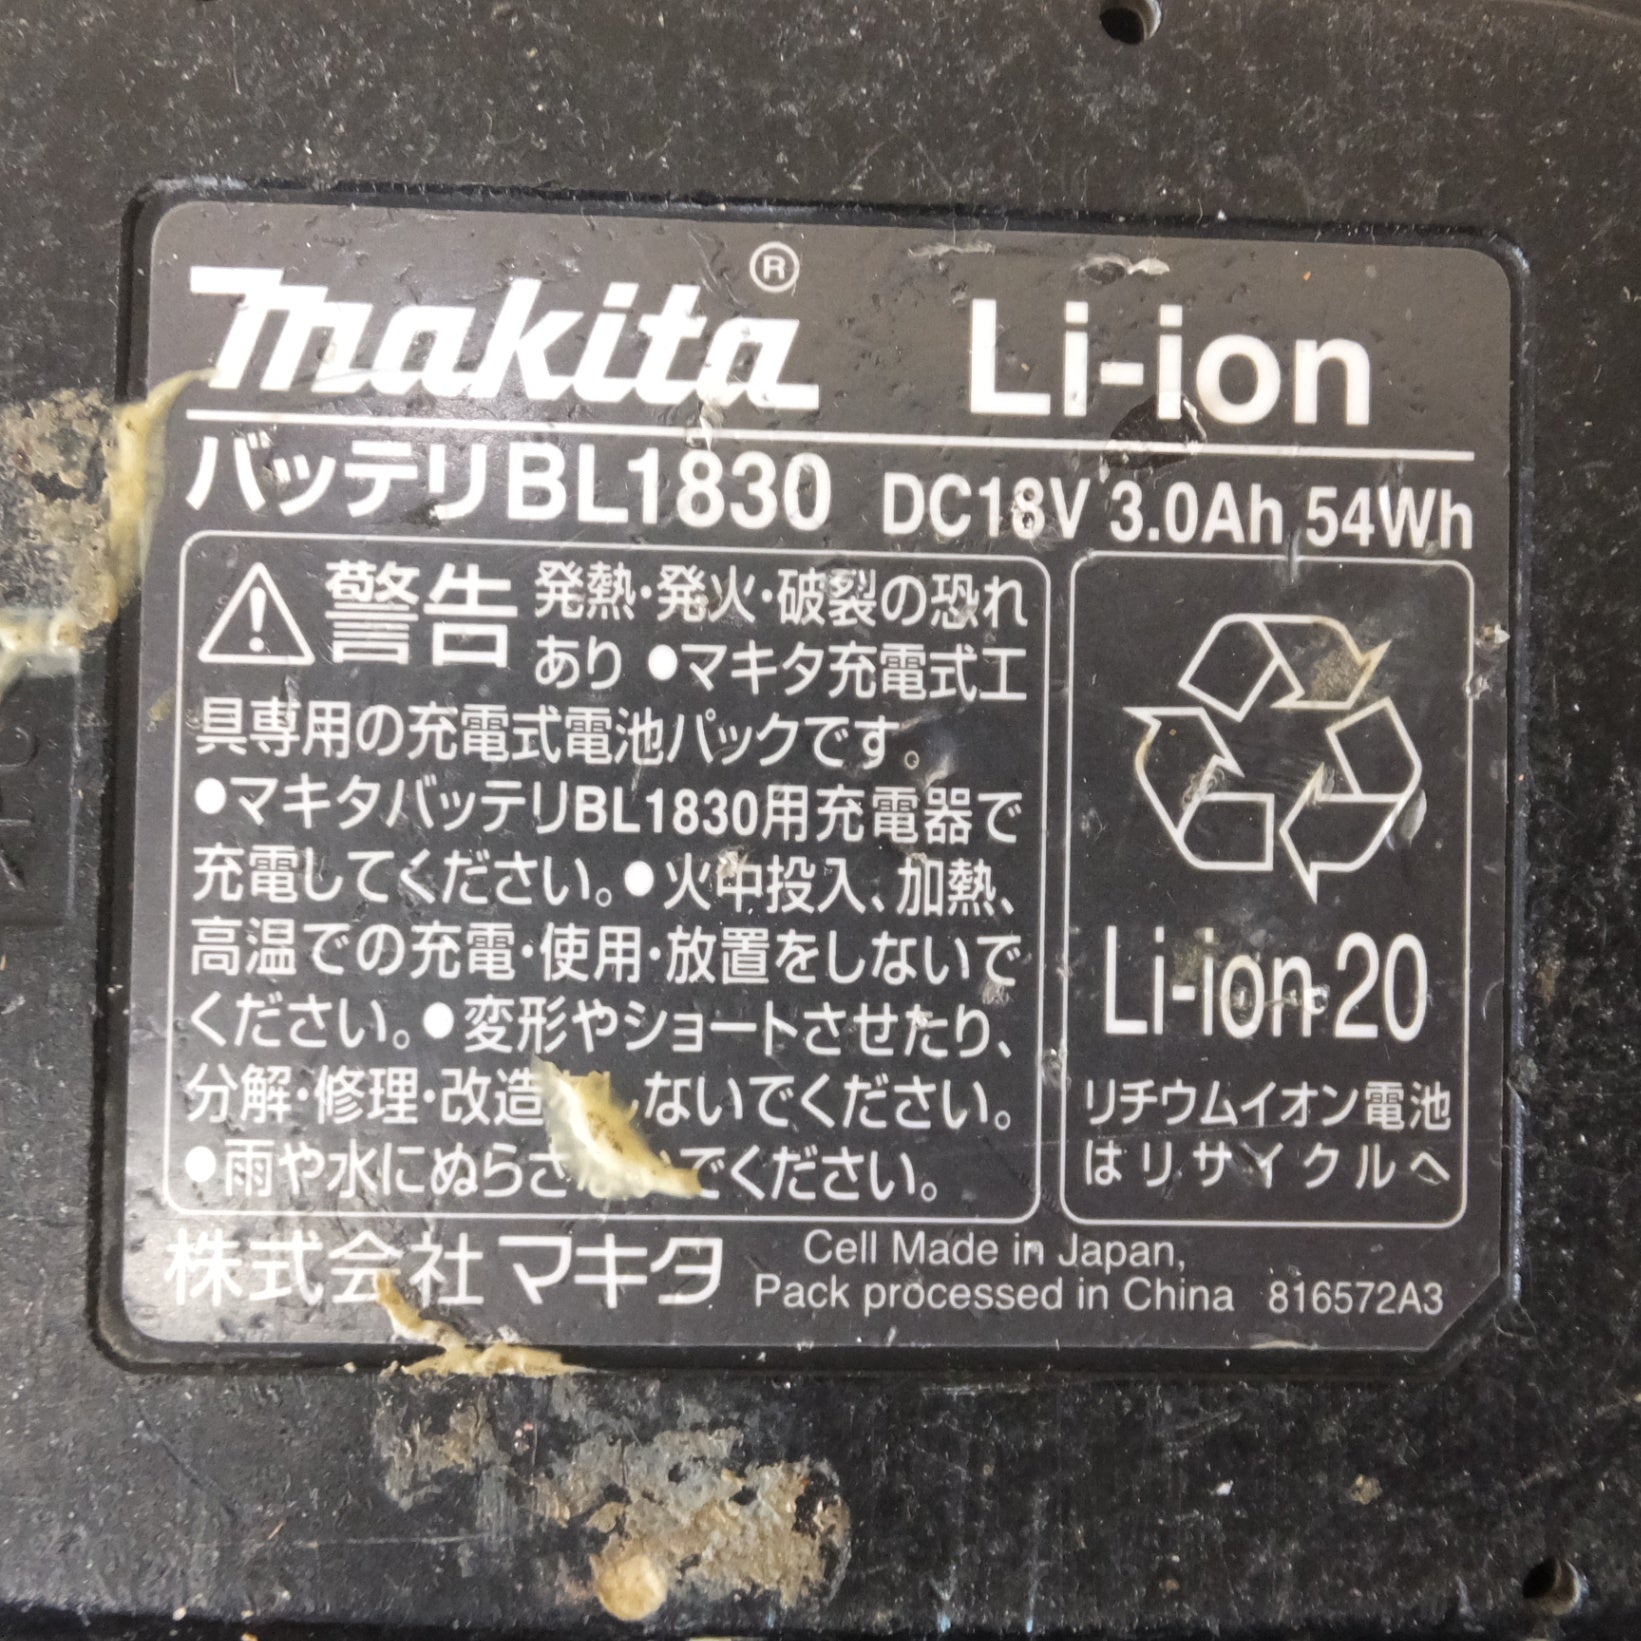 makita® Li-ion
バッテリBL1830 DC18V 3.0Ah 54Wh
警告 発熱・発火・破裂の恐れ
あり ●マキタ充電式工
具専用の充電式電池パックです。
●マキタバッテリBL1830用充電器で
充電してください。●火中投入、加熱、
高温での充電・使用・放置をしないで
ください。●変形やショートさせたり、
分解・修理・改造 しないでください。
●雨や水にぬらさ でください。
Li-ion 20
リチウムイオン電池
はリサイクルへ
株式会社マキタ
Cell Made in Japan,
Pack processed in China 816572A3